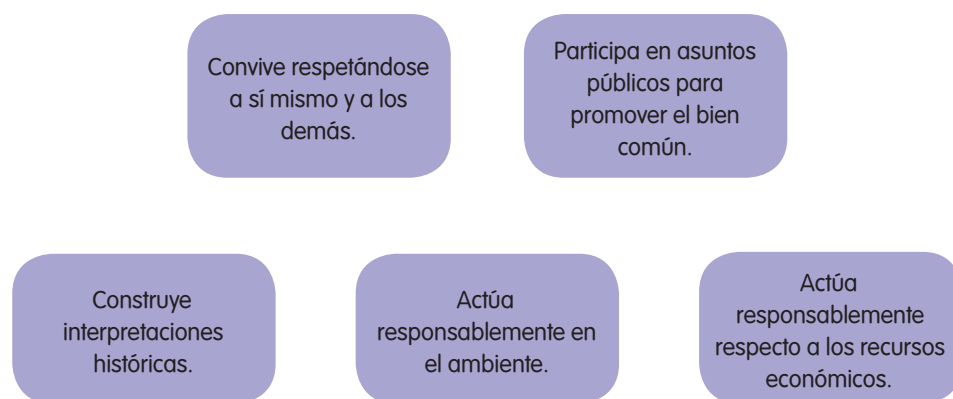 Convive respetándose
a sí mismo y a los
demás.
Participa en asuntos
públicos para
promover el bien
común.
Construye
interpretaciones
históricas.
Actúa
responsablemente en
el ambiente.
Actúa
responsablemente
respecto a los recursos
económicos.